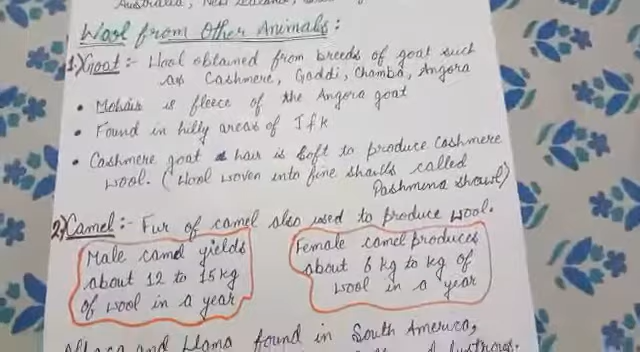 Australia, New Zealand,
Wool from Other Animals:
1) Goat:- Wool obtained from breeds of goat such
as Cashmere, Gaddi, Chamba, Angora
• Mohair is fleece of the Angora goat
• Found in hilly areas of J & K
• Cashmere goat hair is soft to produce Cashmere
wool. (Wool woven into fine shawls called
Pashmina shawl)
2) Camel:- Fur of camel also used to produce wool.
Male camel yields
about 12 to 15 kg
of wool in a year
Female camel produces
about 6 kg to kg of
wool in a year
and Llama found in South America,